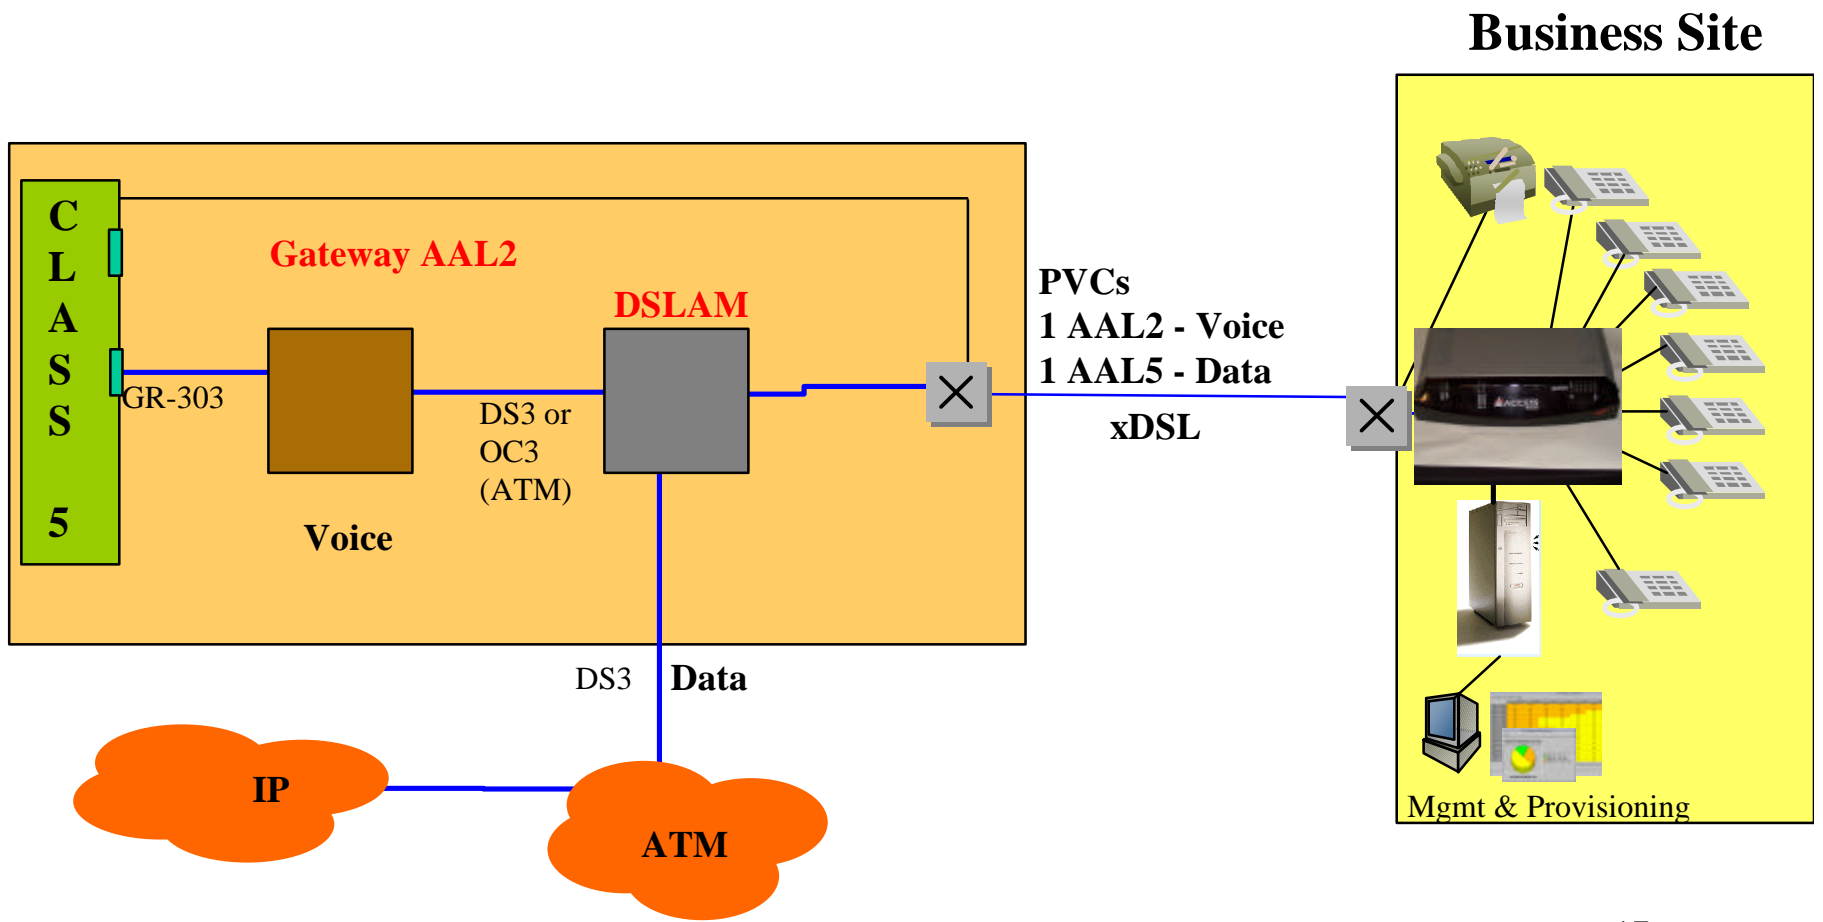 Business Site
C
L
A
S
S
5
Gateway AAL2
DSLAM
GR-303
DS3 or
OC3
(ATM)
Voice
PVCs
1 AAL2 - Voice
1 AAL5 - Data
xDSL
DS3
Data
IP
ATM
Mgmt & Provisioning